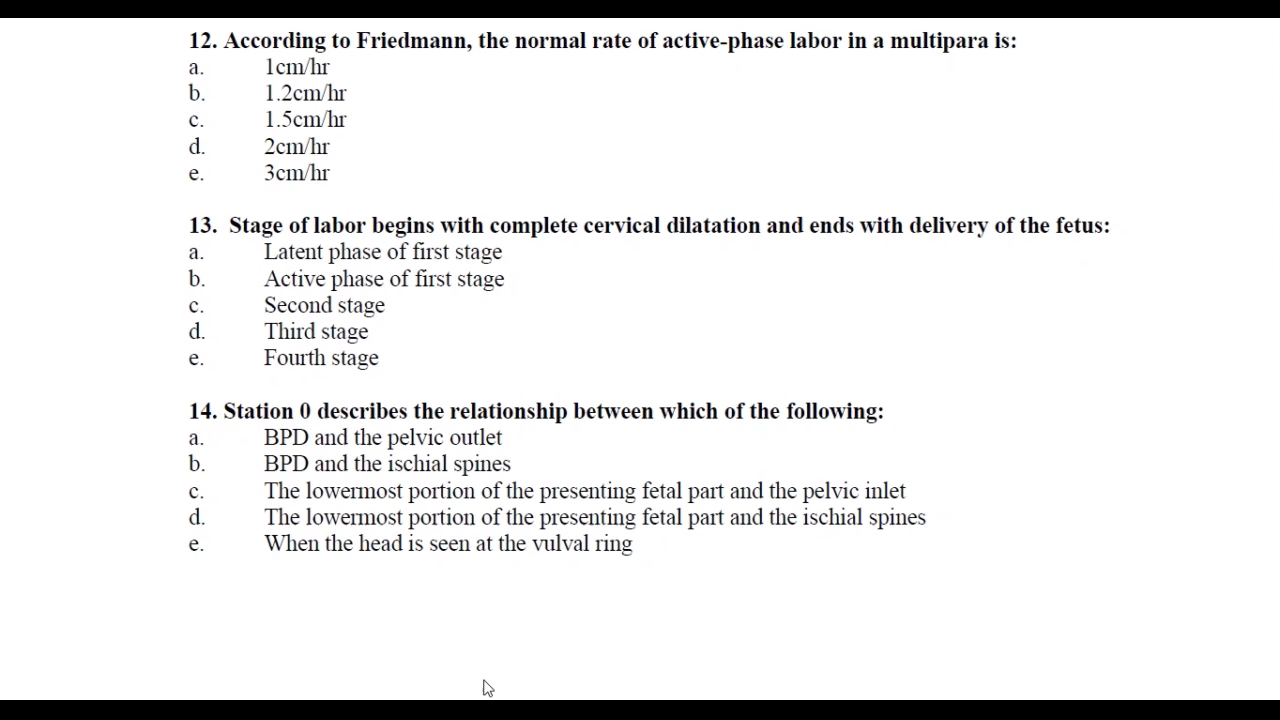 12. According to Friedmann, the normal rate of active-phase labor in a multipara is:
a. 1cm/hr
b. 1.2cm/hr
c. 1.5cm/hr
d. 2cm/hr
e. 3cm/hr
13. Stage of labor begins with complete cervical dilatation and ends with delivery of the fetus:
a. Latent phase of first stage
b. Active phase of first stage
c. Second stage
d. Third stage
e. Fourth stage
14. Station 0 describes the relationship between which of the following:
a. BPD and the pelvic outlet
b. BPD and the ischial spines
c. The lowermost portion of the presenting fetal part and the pelvic inlet
d. The lowermost portion of the presenting fetal part and the ischial spines
e. When the head is seen at the vulval ring